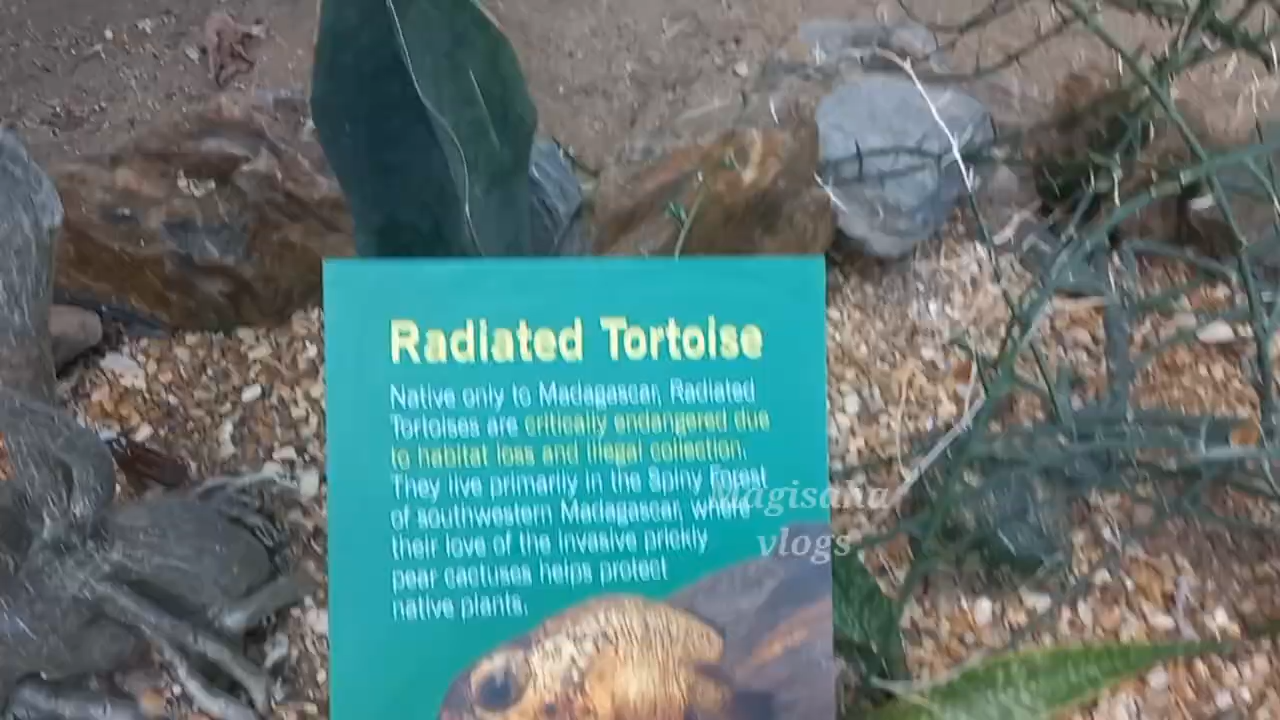 Radiated Tortoise
Native only to Madagascar, Radiated
Tortoises are critically endangered due
to habitat loss and illegal collection.
They live primarily in the Spiny Forest
of southwestern Madagascar, where
their love of the invasive prickly
pear cactuses helps protect
native plants.
Magisaha
vlogs